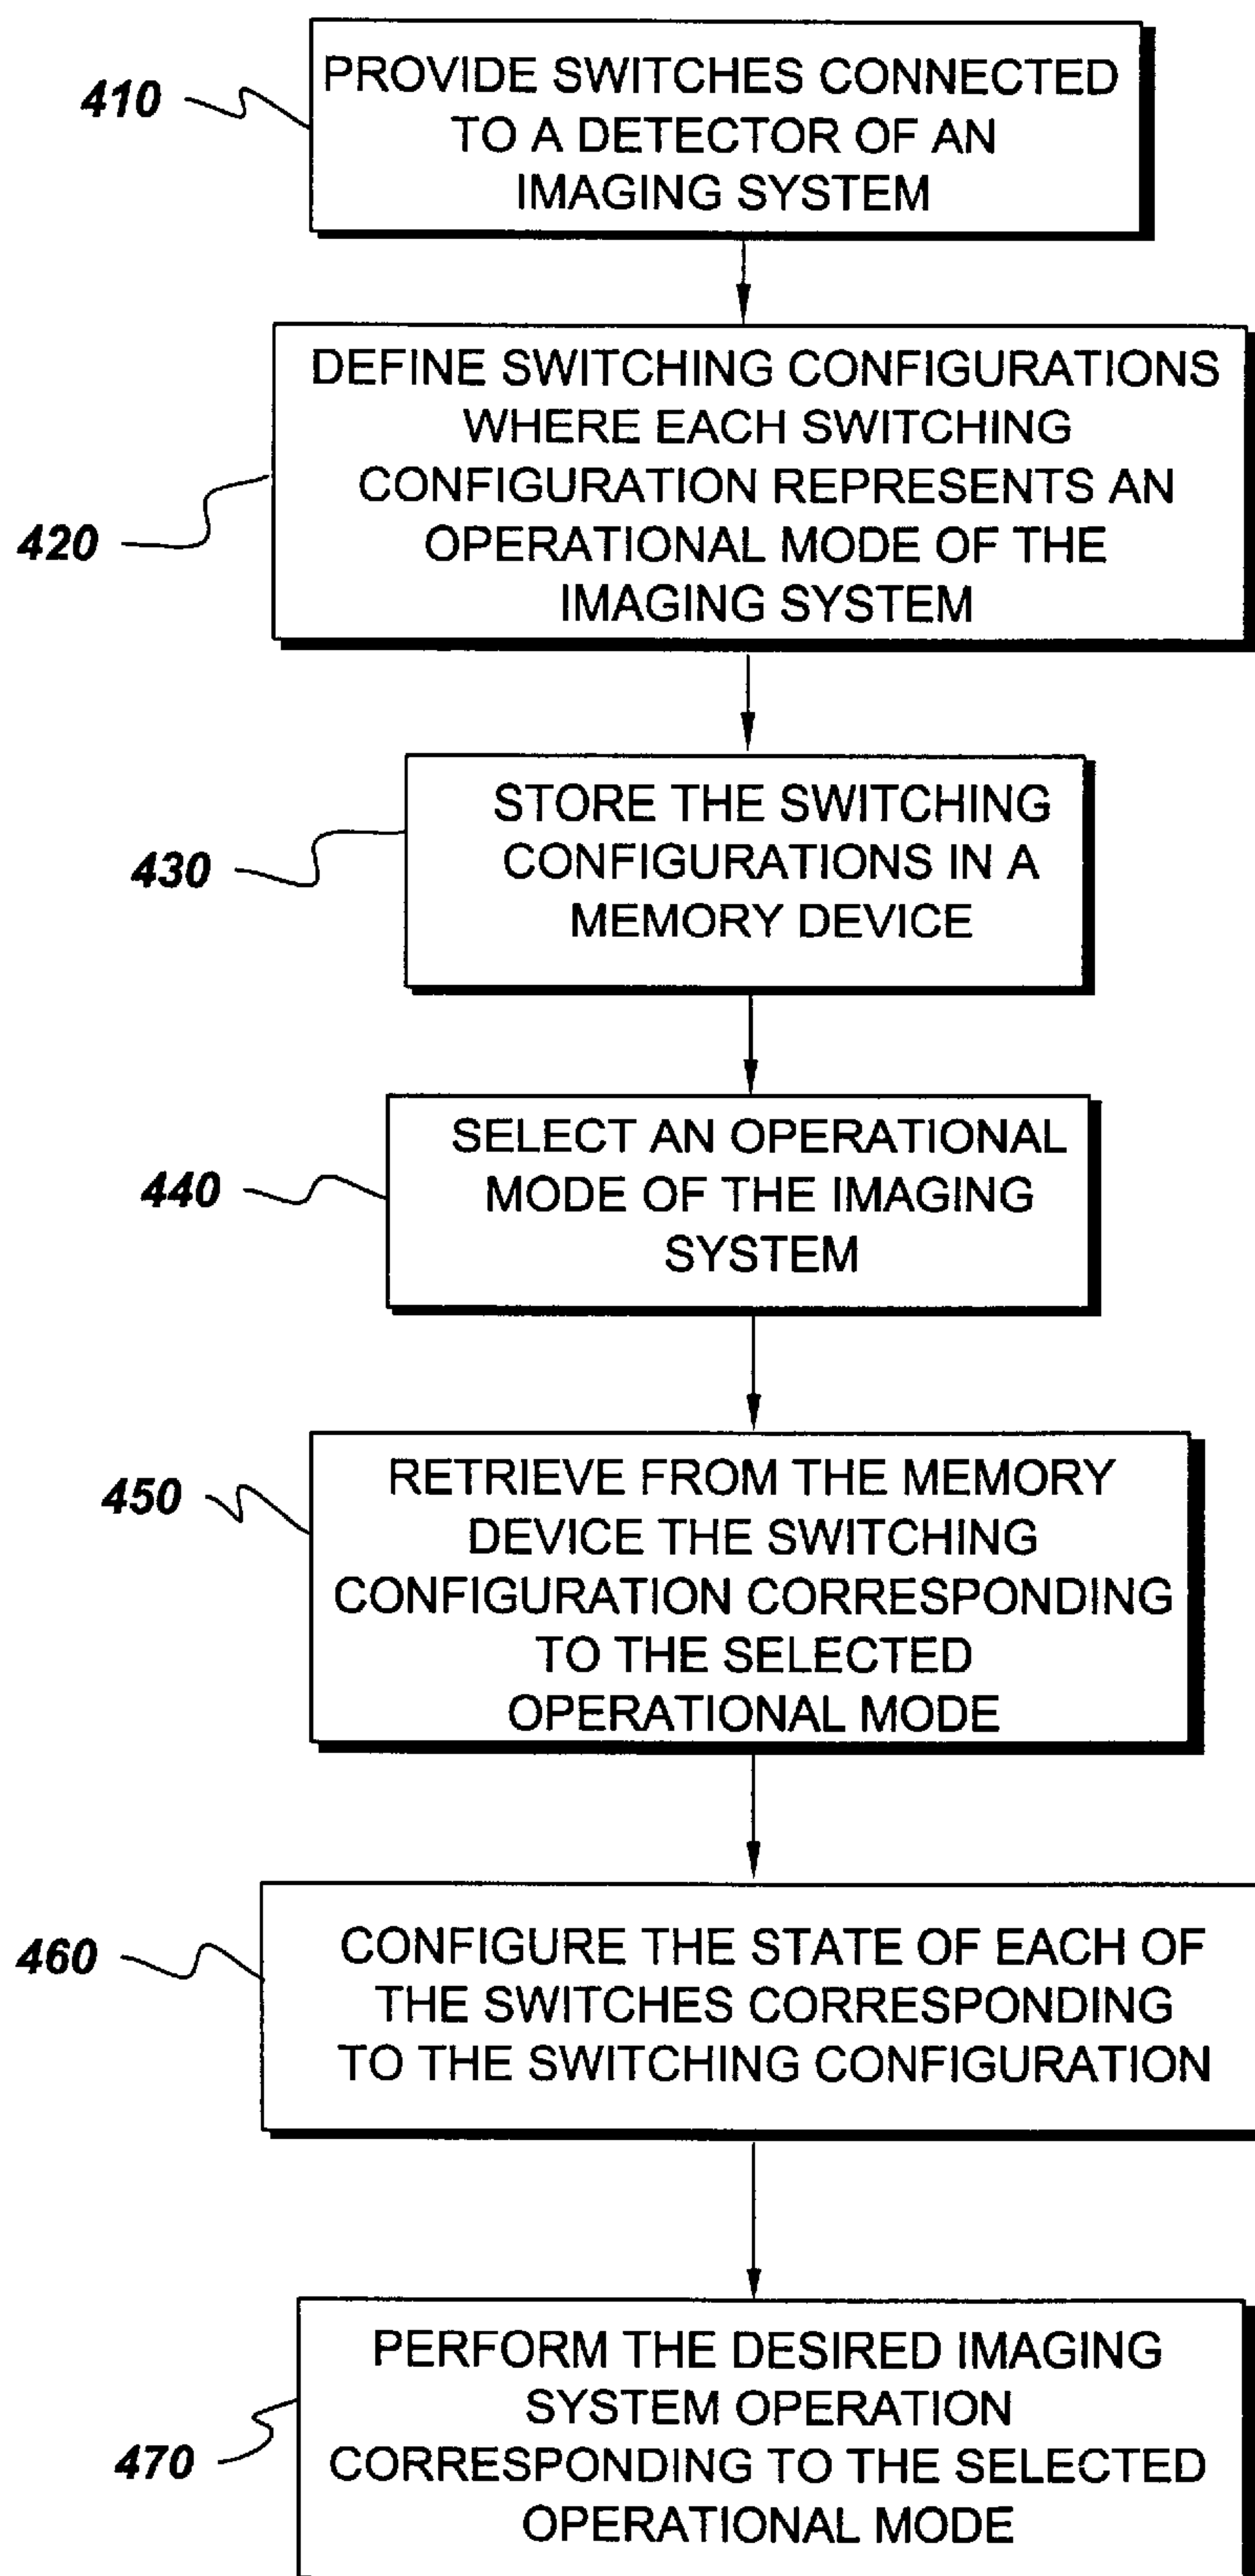 410
PROVIDE SWITCHES CONNECTED
TO A DETECTOR OF AN
IMAGING SYSTEM
420
DEFINE SWITCHING CONFIGURATIONS
WHERE EACH SWITCHING
CONFIGURATION REPRESENTS AN
OPERATIONAL MODE OF THE
IMAGING SYSTEM
430
STORE THE SWITCHING
CONFIGURATIONS IN A
MEMORY DEVICE
440
SELECT AN OPERATIONAL
MODE OF THE IMAGING
SYSTEM
450
RETRIEVE FROM THE MEMORY
DEVICE THE SWITCHING
CONFIGURATION CORRESPONDING
TO THE SELECTED
OPERATIONAL MODE
460
CONFIGURE THE STATE OF EACH OF
THE SWITCHES CORRESPONDING
TO THE SWITCHING CONFIGURATION
470
PERFORM THE DESIRED IMAGING
SYSTEM OPERATION
CORRESPONDING TO THE SELECTED
OPERATIONAL MODE